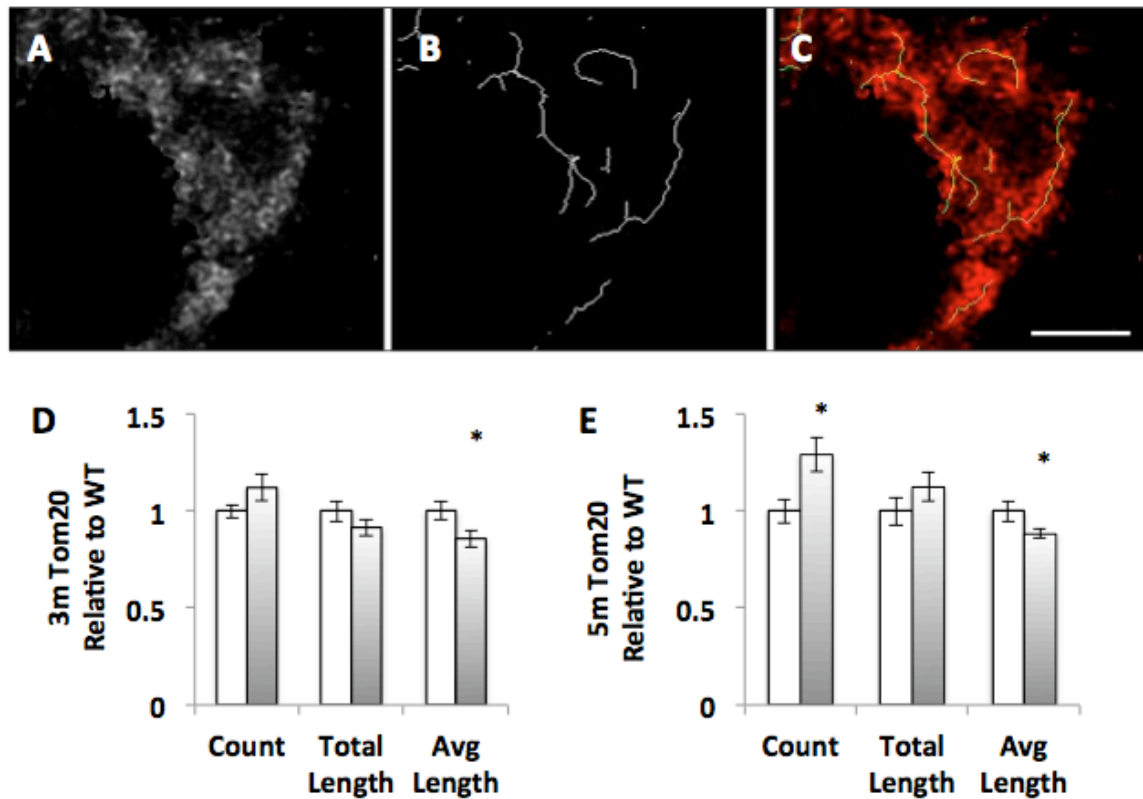 A
B
C
D
3m Tom20
Relative to WT
1.5
1
0.5
0
*
Count
Total
Length
Avg
Length
E
5m Tom20
Relative to WT
1.5
1
0.5
0
*
*
Count
Total
Length
Avg
Length